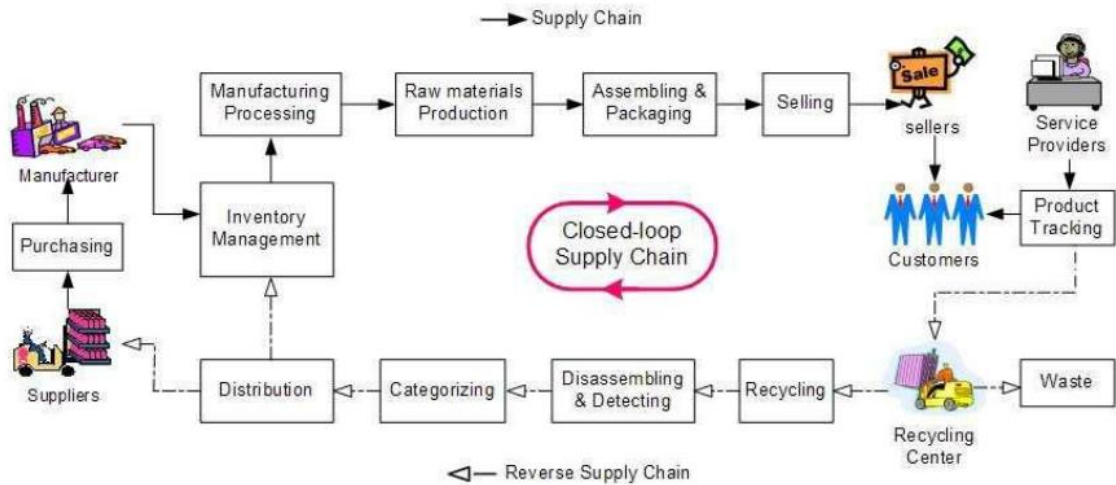 Supply Chain
Manufacturing
Processing
Raw materials
Production
Assembling &
Packaging
Selling
Sale
sellers
Service
Providers
Manufacturer
Purchasing
Inventory
Management
Closed-loop
Supply Chain
Customers
Product
Tracking
Suppliers
Distribution
Categorizing
Disassembling
& Detecting
Recycling
Recycling
Center
Waste
Reverse Supply Chain